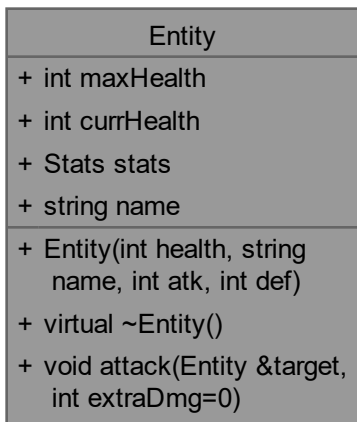 Entity
+ int maxHealth
+ int currHealth
+ Stats stats
+ string name
+ Entity(int health, string
name, int atk, int def)
+ virtual ~Entity()
+ void attack(Entity &target,
int extraDmg=0)